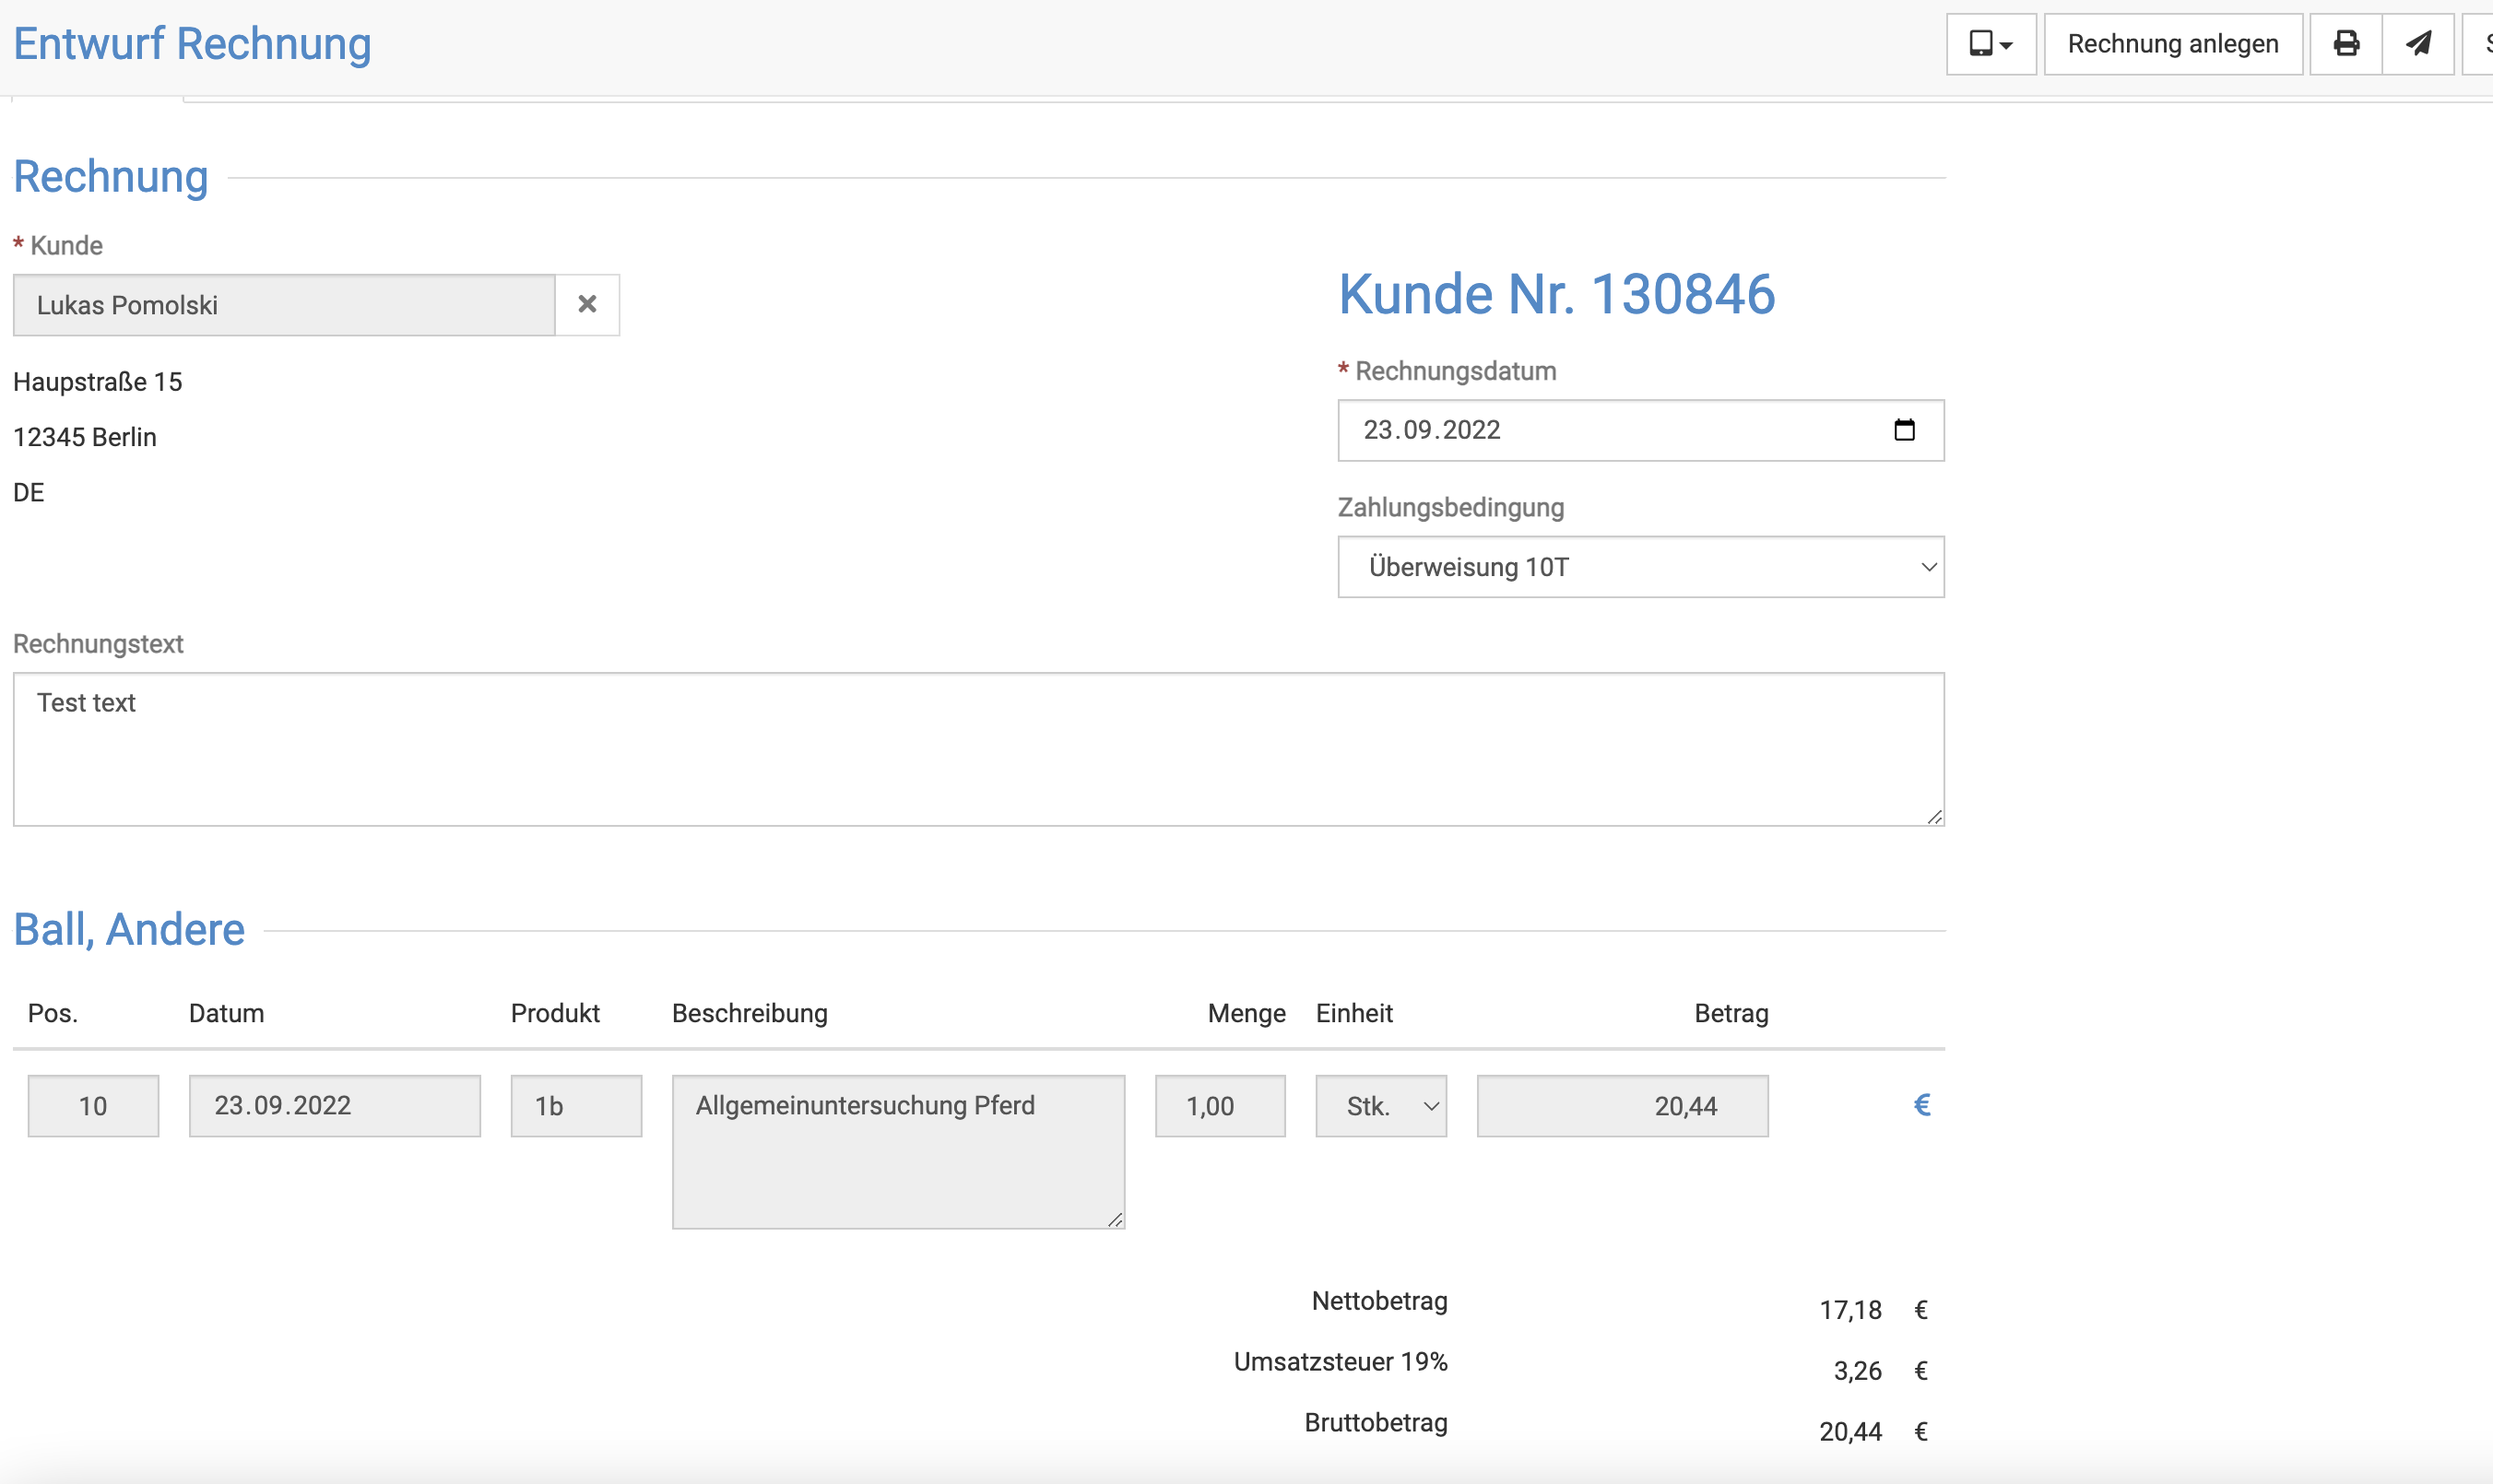 Entwurf Rechnung
Rechnung anlegen
Rechnung
* Kunde
Lukas Pomolski
Haupstraße 15
12345 Berlin
DE
Kunde Nr. 130846
* Rechnungsdatum
23.09.2022
Zahlungsbedingung
Überweisung 10T
Rechnungstext
Test text
Ball, Andere
Pos. Datum Produkt Beschreibung Menge Einheit Betrag
10 23.09.2022 1b Allgemeinuntersuchung Pferd 1,00 Stk. 20,44 €
Nettobetrag 17,18 €
Umsatzsteuer 19% 3,26 €
Bruttobetrag 20,44 €